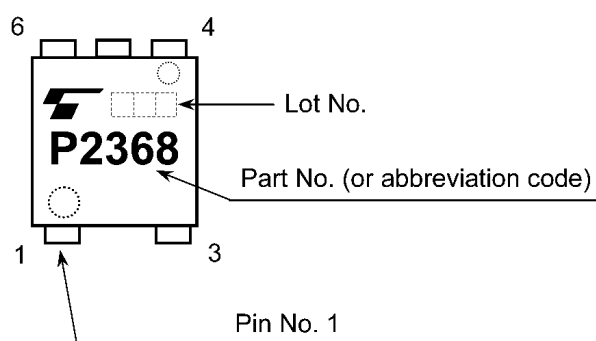 6
4
Lot No.
P2368
Part No. (or abbreviation code)
1
3
Pin No. 1